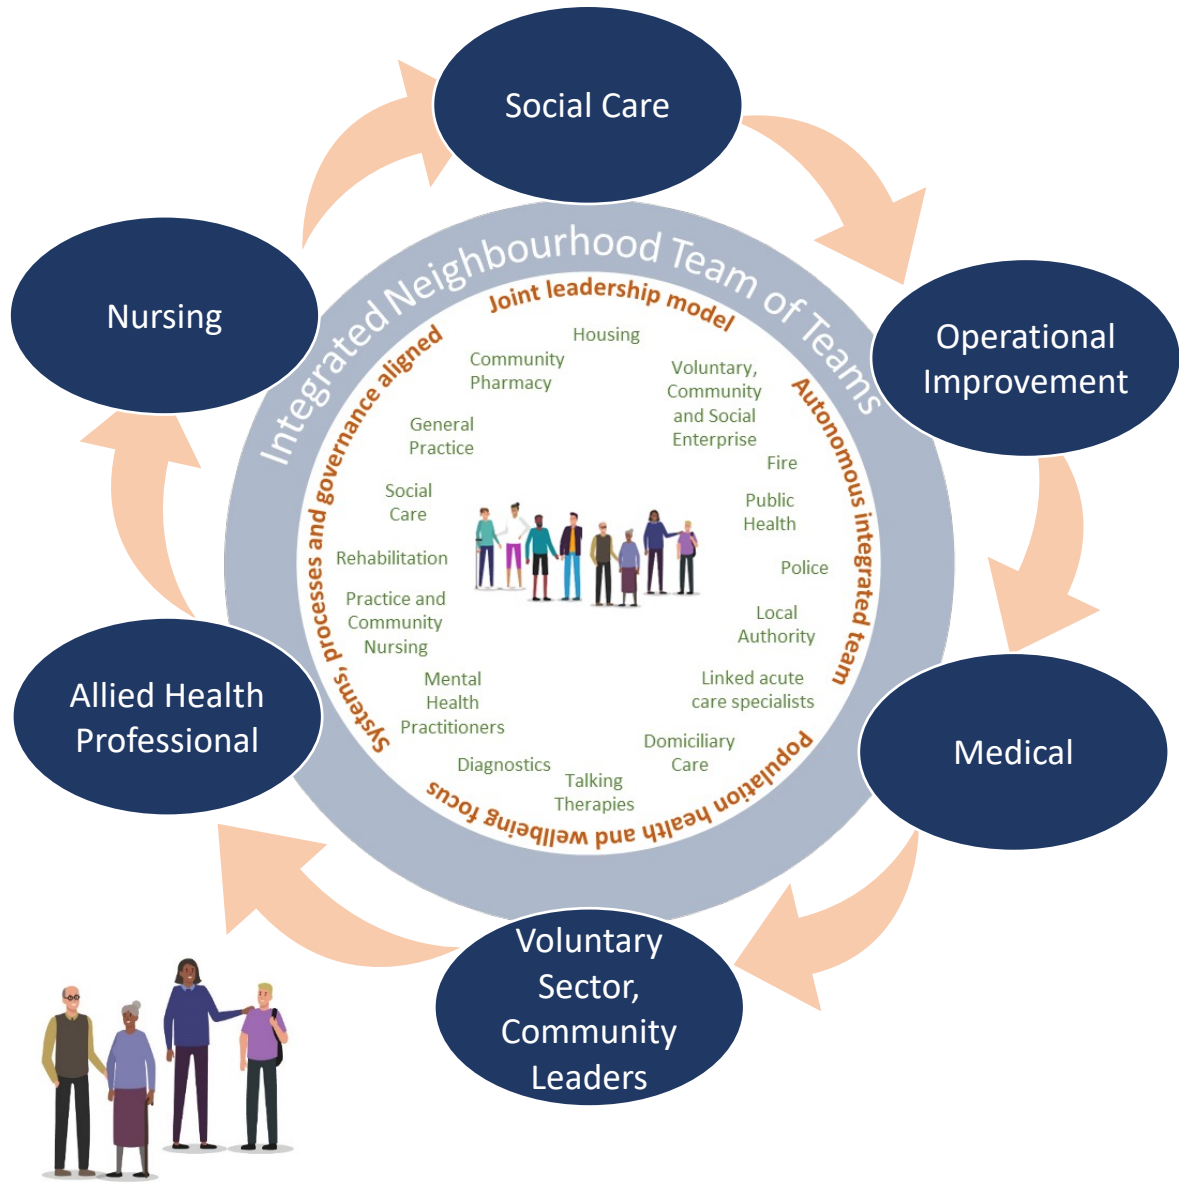 Social Care
Operational
Improvement
Medical
Voluntary
Sector,
Community
Leaders
Allied Health
Professional
Nursing
Integrated Neighbourhood Team of Teams
Joint leadership model
Autonomous integrated team
Population health and wellbeing focus
Systems, processes and governance aligned
Housing
Voluntary,
Community
and Social
Enterprise
Fire
Public
Health
Police
Local
Authority
Linked acute
care specialists
Domiciliary
Care
Talking
Therapies
Diagnostics
Mental
Health
Practitioners
Practice and
Community
Nursing
Rehabilitation
Social
Care
General
Practice
Community
Pharmacy